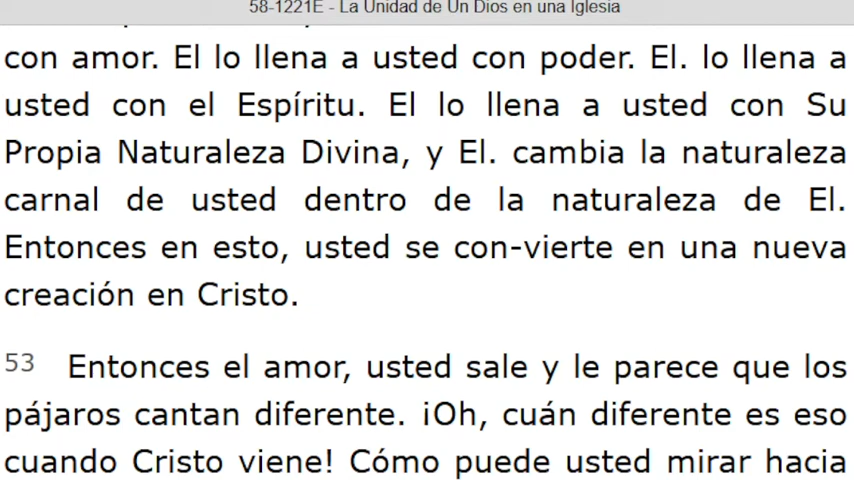 58-1221E - La Unidad de Un Dios en una Iglesia
con amor. El lo llena a usted con poder. El. lo llena a
usted con el Espíritu. El lo llena a usted con Su
Propia Naturaleza Divina, y El. cambia la naturaleza
carnal de usted dentro de la naturaleza de El.
Entonces en esto, usted se con-vierte en una nueva
creación en Cristo.
53 Entonces el amor, usted sale y le parece que los
pájaros cantan diferente. ¡Oh, cuán diferente es eso
cuando Cristo viene! Cómo puede usted mirar hacia